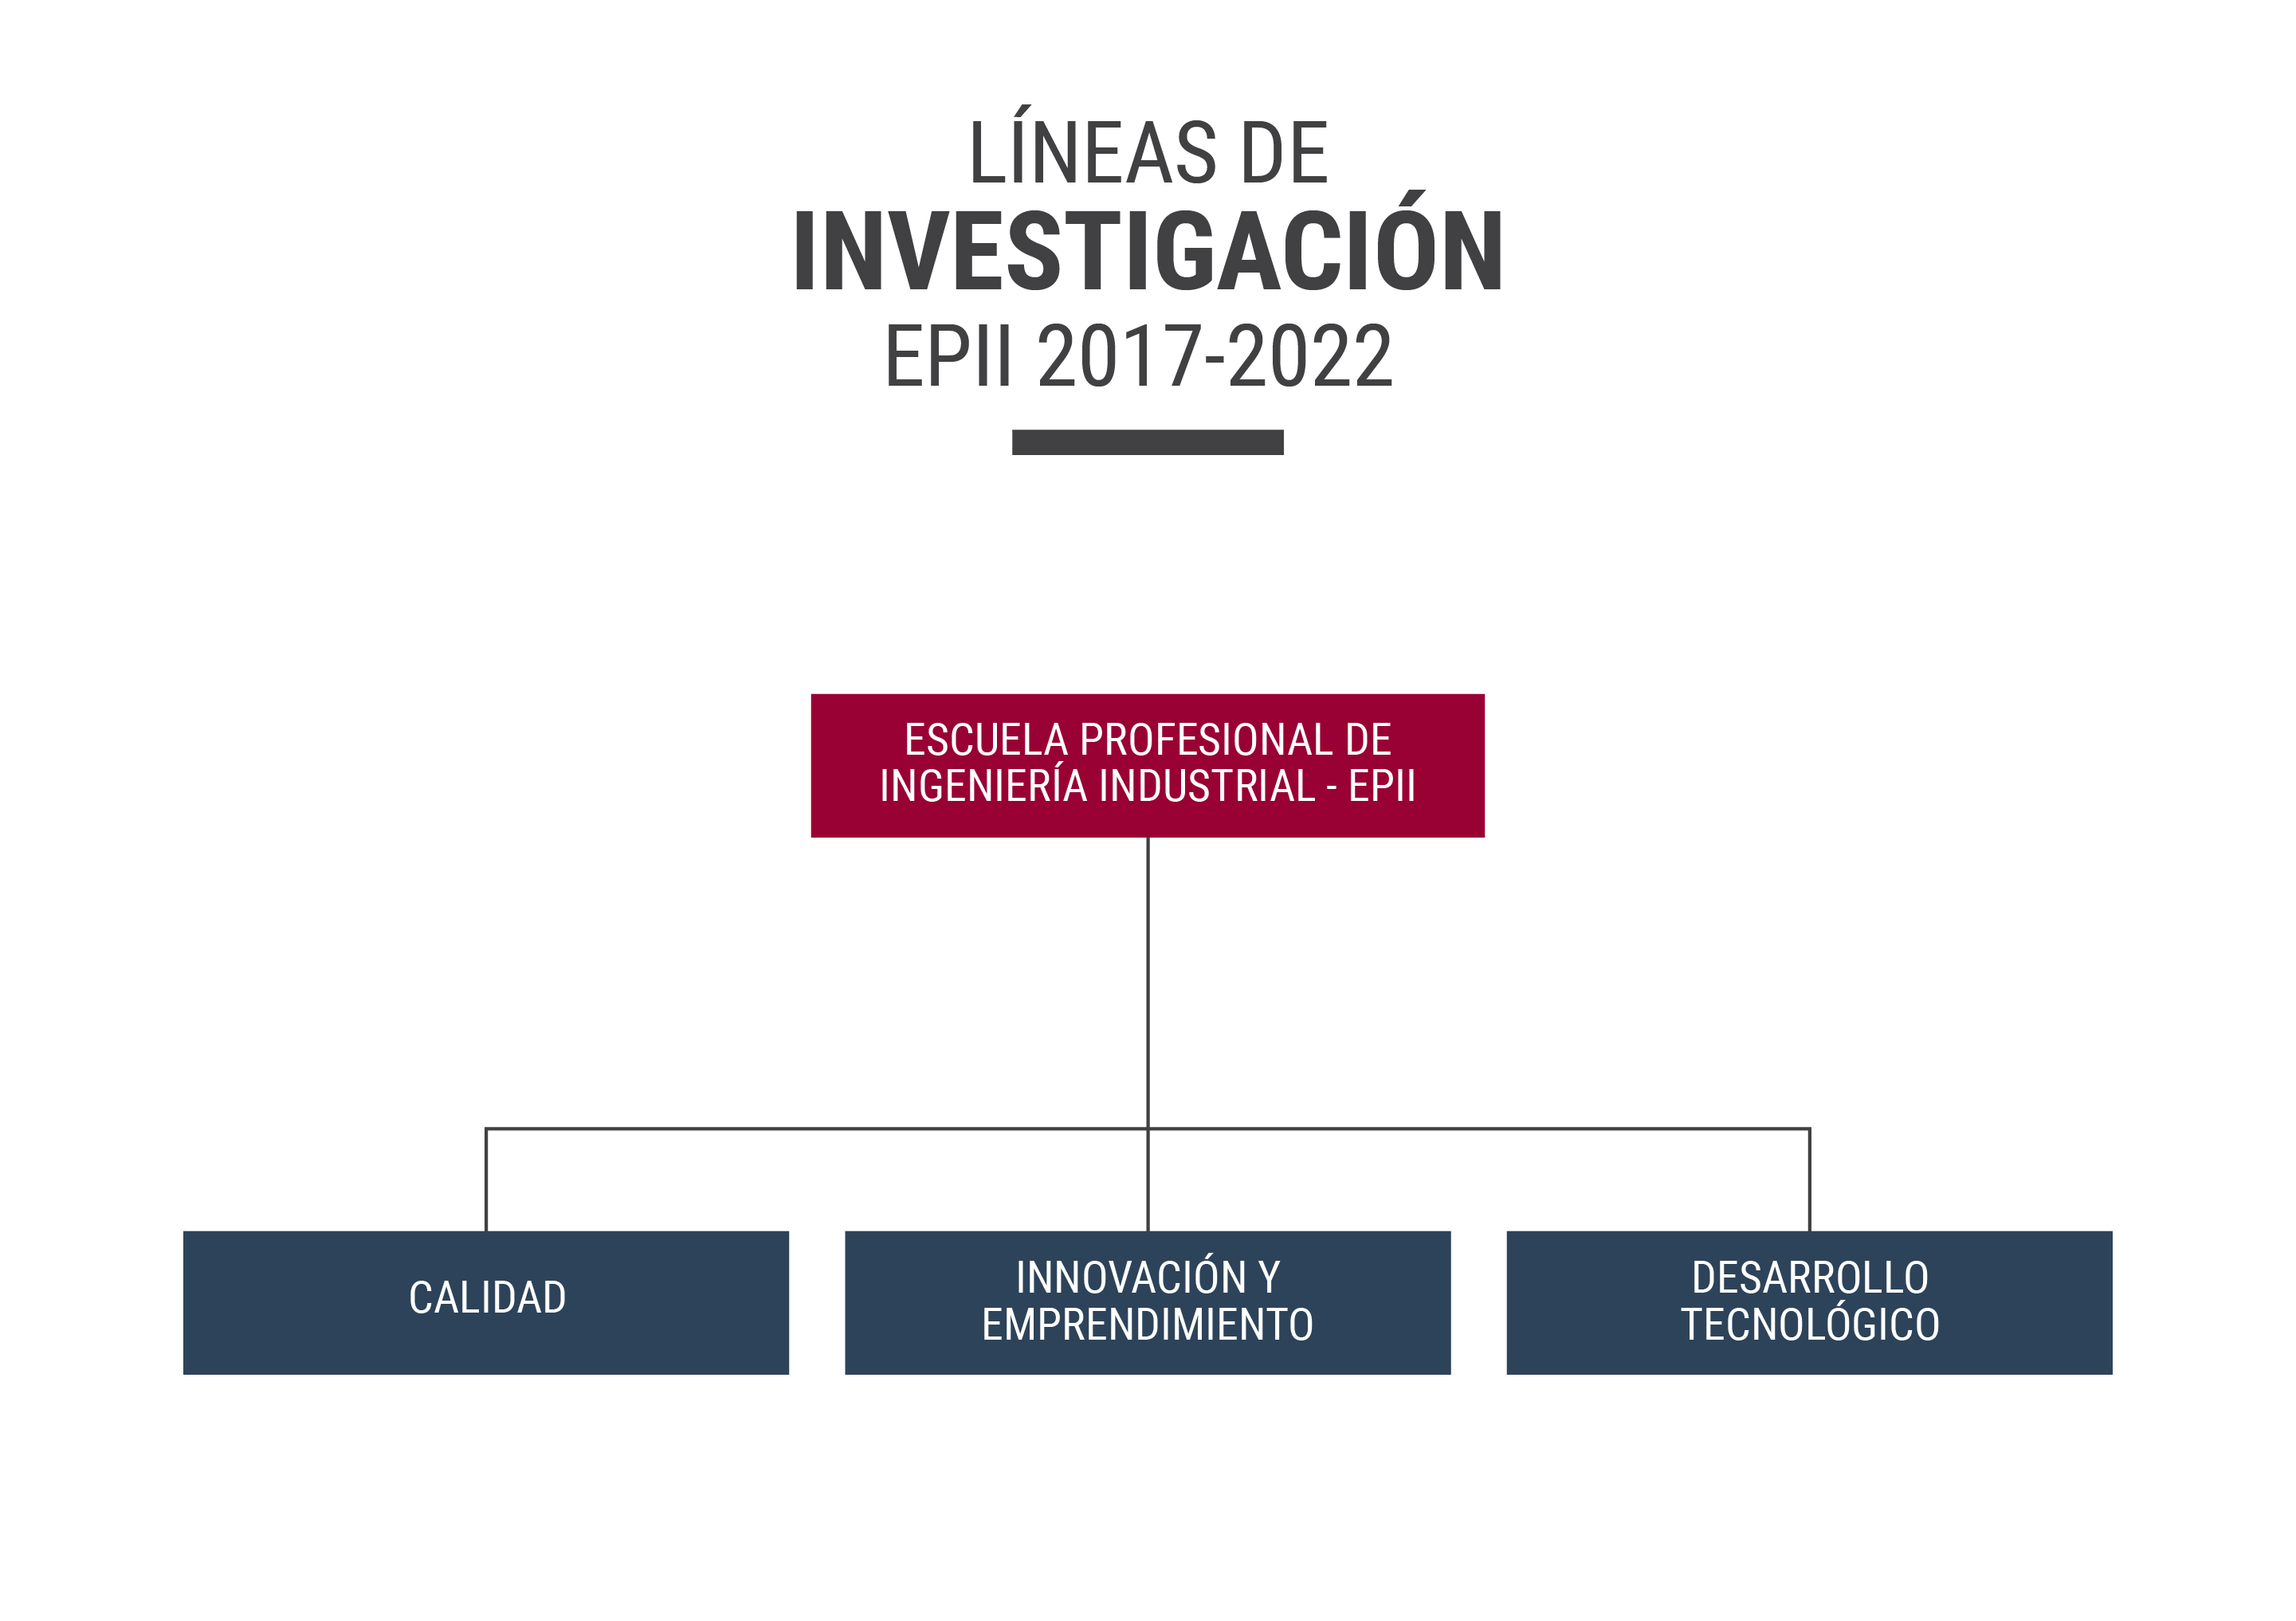 LÍNEAS DE
INVESTIGACIÓN
EPII 2017-2022
ESCUELA PROFESIONAL DE
INGENIERÍA INDUSTRIAL - EPII
CALIDAD
INNOVACIÓN Y
EMPRENDIMIENTO
DESARROLLO
TECNOLÓGICO